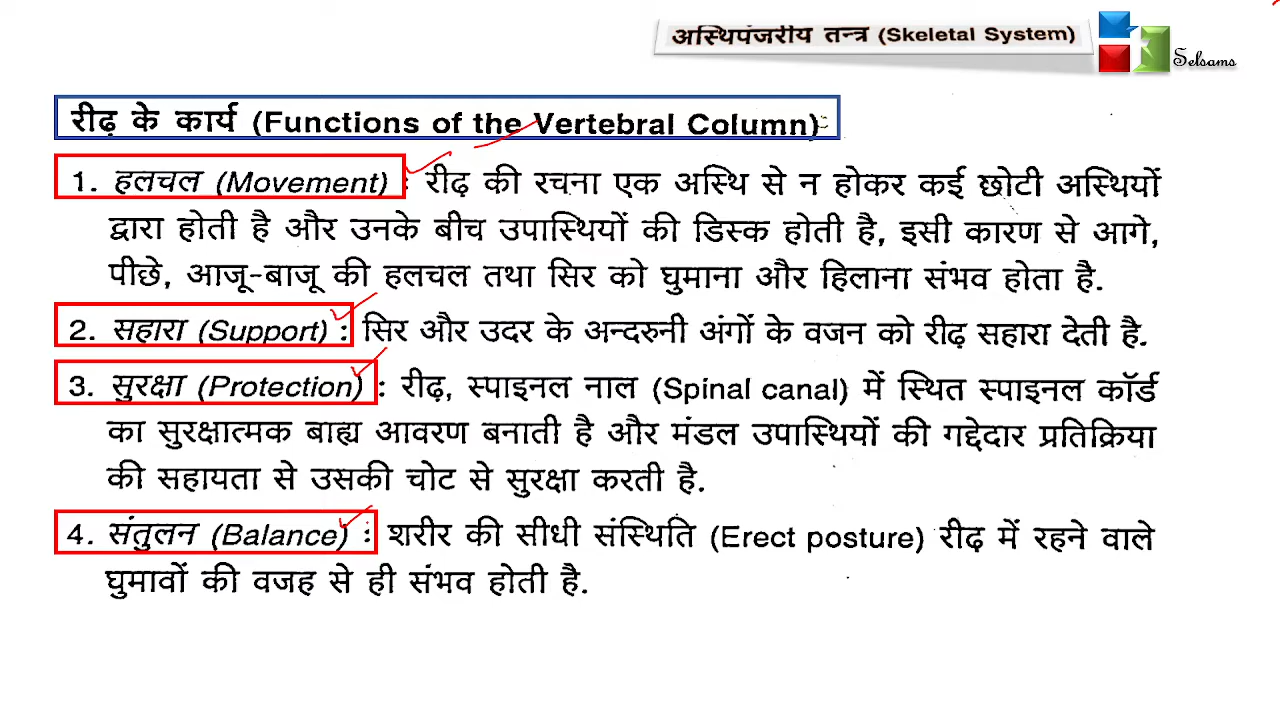 अस्थिपंजरीय तन्त्र (Skeletal System)
Selsams
रीढ़ के कार्य (Functions of the Vertebral Column)
1. हलचल (Movement) : रीढ़ की रचना एक अस्थि से न होकर कई छोटी अस्थियों
द्वारा होती है और उनके बीच उपास्थियों की डिस्क होती है, इसी कारण से आगे,
पीछे, आजू-बाजू की हलचल तथा सिर को घुमाना और हिलाना संभव होता है.
2. सहारा (Support) : सिर और उदर के अन्दरुनी अंगों के वजन को रीढ़ सहारा देती है.
3. सुरक्षा (Protection) : रीढ़, स्पाइनल नाल (Spinal canal) में स्थित स्पाइनल कॉर्ड
का सुरक्षात्मक बाह्य आवरण बनाती है और मंडल उपास्थियों की गद्देदार प्रतिक्रिया
की सहायता से उसकी चोट से सुरक्षा करती है.
4. संतुलन (Balance) : शरीर की सीधी संस्थिति (Erect posture) रीढ़ में रहने वाले
घुमावों की वजह से ही संभव होती है.